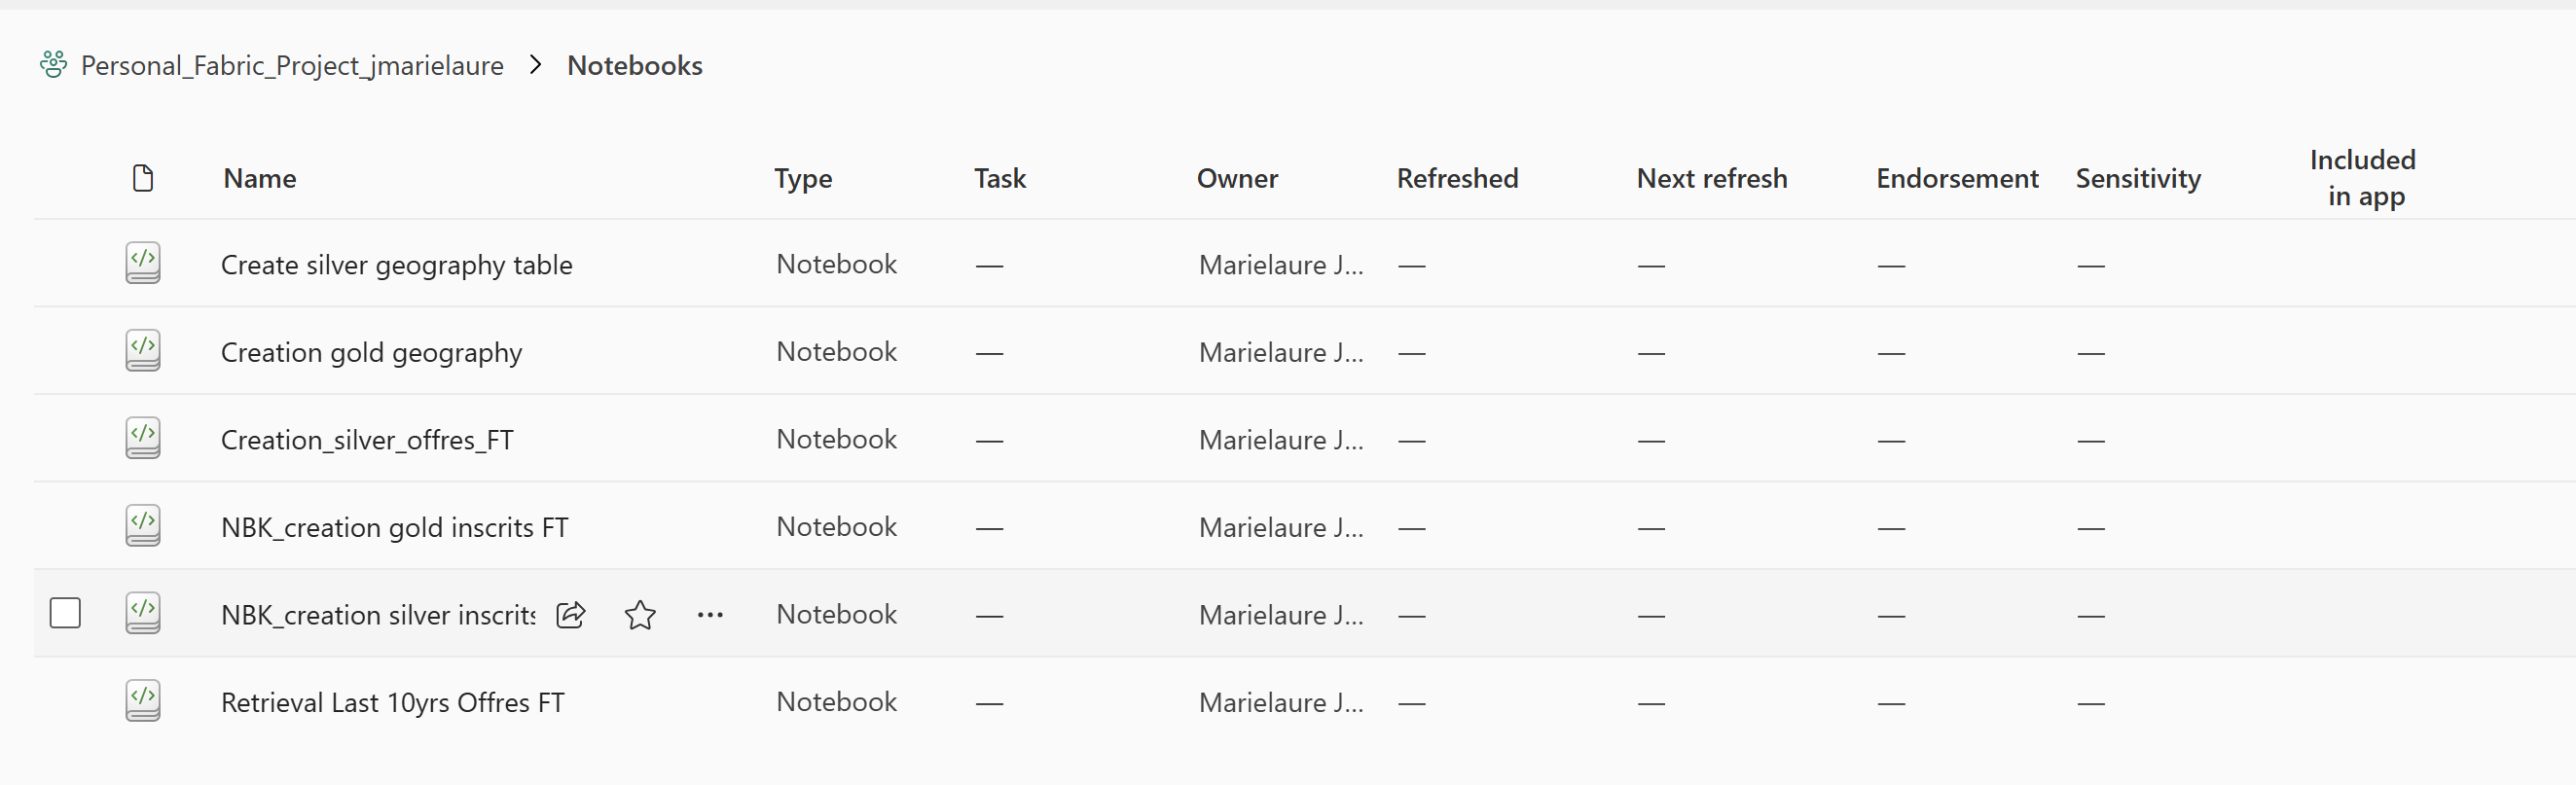 Personal_Fabric_Project_jmarielaure > Notebooks
Name Type Task Owner Refreshed Next refresh Endorsement Sensitivity Included in app
Create silver geography table Notebook — Marielaure J... — — — —
Creation gold geography Notebook — Marielaure J... — — — —
Creation_silver_offres_FT Notebook — Marielaure J... — — — —
NBK_creation gold inscrits FT Notebook — Marielaure J... — — — —
NBK_creation silver inscrits Notebook — Marielaure J... — — — —
Retrieval Last 10yrs Offres FT Notebook — Marielaure J... — — — —